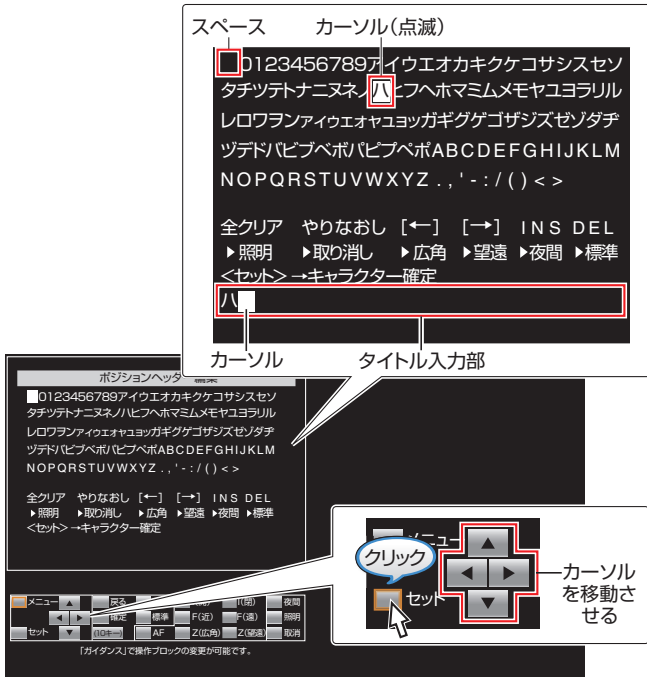 スペース カーソル(点滅)
0123456789アイウエオカキクケコサシスセソ
タチツテトナニヌネノハヒフヘホマミムメモヤユヨラリル
レロワヲンァィゥェォャュョッガギグゲゴザジズゼゾダヂ
ヅデドバビブベボパピプペポABCDEFGHIJKLM
NOPQRSTUVWXYZ.,'-:/()<>
全クリア やりなおし [←] [→] INS DEL
▶照明 ▶取り消し ▶広角 ▶望遠 ▶夜間 ▶標準
<セット>→キャラクター確定
ハ
カーソル タイトル入力部
ポジションヘッダー編集
0123456789アイウエオカキクケコサシスセソ
タチツテトナニヌネノハヒフヘホマミムメモヤユヨラリル
レロワヲンァィゥェォャュョッガギグゲゴザジズゼゾダヂ
ヅデドバビブベボパピプペポABCDEFGHIJKLM
NOPQRSTUVWXYZ.,'-:/()<>
全クリア やりなおし [←] [→] INS DEL
▶照明 ▶取り消し ▶広角 ▶望遠 ▶夜間 ▶標準
<セット>→キャラクター確定
メニュー
クリック
セット
カーソル
を移動さ
せる
メニュー ▲ 戻る I(閉) 夜間
◀ ▶ 確定 標準 F(近) F(遠) 照明
セット ▼ (10キー) AF Z(広角) Z(望遠) 取消
「ガイダンス」で操作ブロックの変更が可能です。